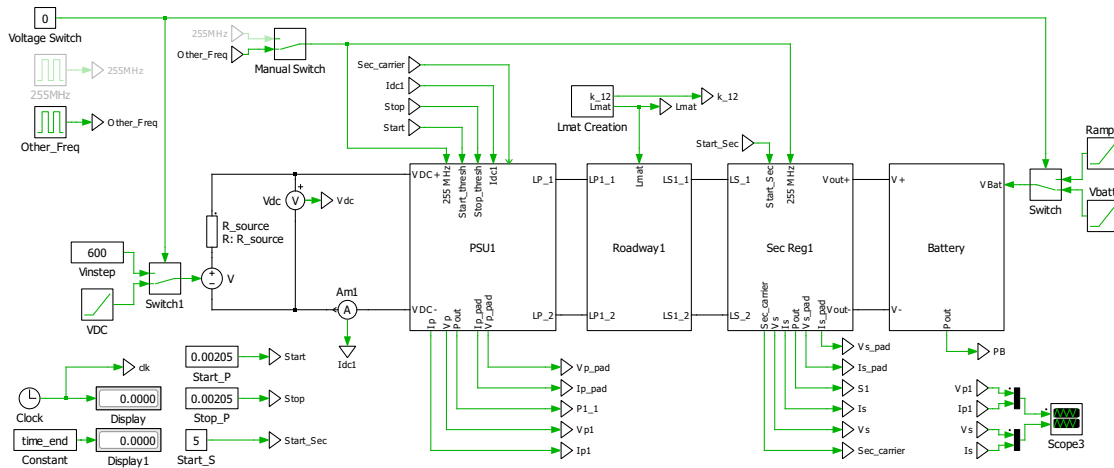 0
Voltage Switch
255MHz
Other_Freq
Manual Switch
255MHz
255MHz
Other_Freq
Other_Freq
Sec_carrier
Idc1
Stop
Start
k_12
Lmat
k_12
Lmat
Lmat Creation
Start_Sec
Ramp
Vbatt
Switch
VBat
VDC+
255 MHz
Start_thresh
Stop_thresh
Idc1
LP_1
PSU1
VDC-
Ip
Vp
Pout
Ip_pad
Vp_pad
LP_2
LP1_1
Lmat
LS1_1
Roadway1
LP1_2
LS1_2
LS_1
Start_Sec
255 MHz
Vout+
Sec Reg1
LS_2
Sec_carrier
Vs
Is
Pout
Vs_pad
Is_pad
Vout-
V+
Battery
V-
Pout
PB
Vdc
V
Vdc
R_source
R: R_source
V
600
Vinstep
Switch1
VDC
Am1
A
Idc1
clk
Clock
0.0000
Display
time_end
Constant
0.0000
Display1
0.00205
Start
Start_P
0.00205
Stop
Stop_P
5
Start_Sec
Start_S
Vp_pad
Ip_pad
P1_1
Vp1
Ip1
Vs_pad
Is_pad
S1
Is
Vs
Sec_carrier
Vp1
Ip1
Vs
Is
Scope3